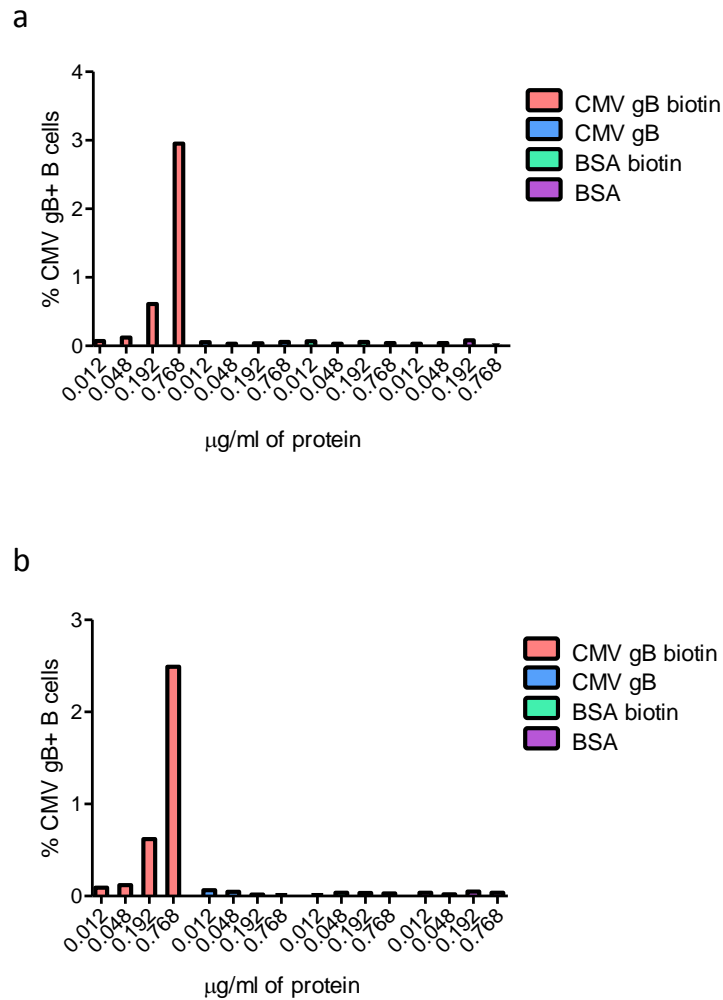 a
4
3
2
1
0
% CMV gB+ B cells
0.012
0.048
0.192
0.768
0.012
0.048
0.192
0.768
0.012
0.048
0.192
0.768
0.012
0.048
0.192
0.768
μg/ml of protein
CMV gB biotin
CMV gB
BSA biotin
BSA
b
3
2
1
0
% CMV gB+ B cells
0.012
0.048
0.192
0.768
0.012
0.048
0.192
0.768
0.012
0.048
0.192
0.768
0.012
0.048
0.192
0.768
μg/ml of protein
CMV gB biotin
CMV gB
BSA biotin
BSA